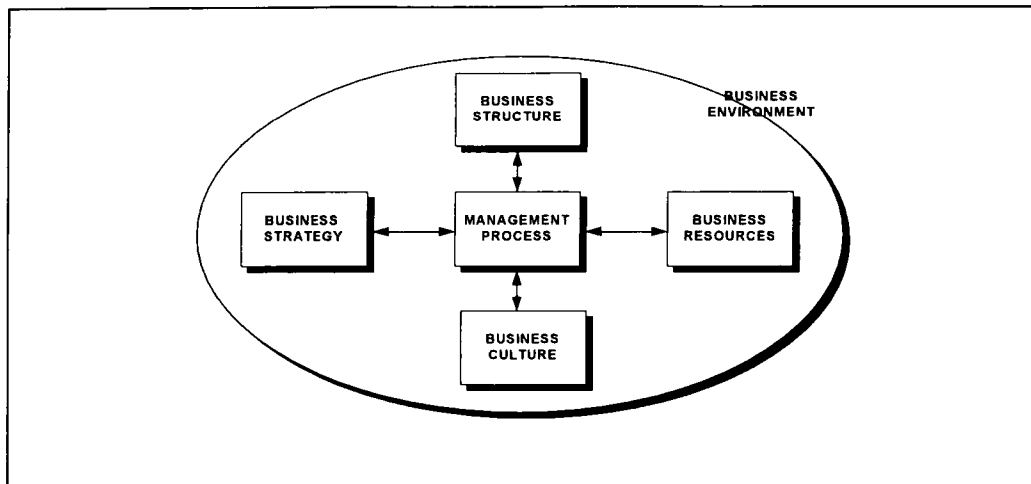 BUSINESS
STRUCTURE
BUSINESS
ENVIRONMENT
BUSINESS
STRATEGY
MANAGEMENT
PROCESS
BUSINESS
RESOURCES
BUSINESS
CULTURE